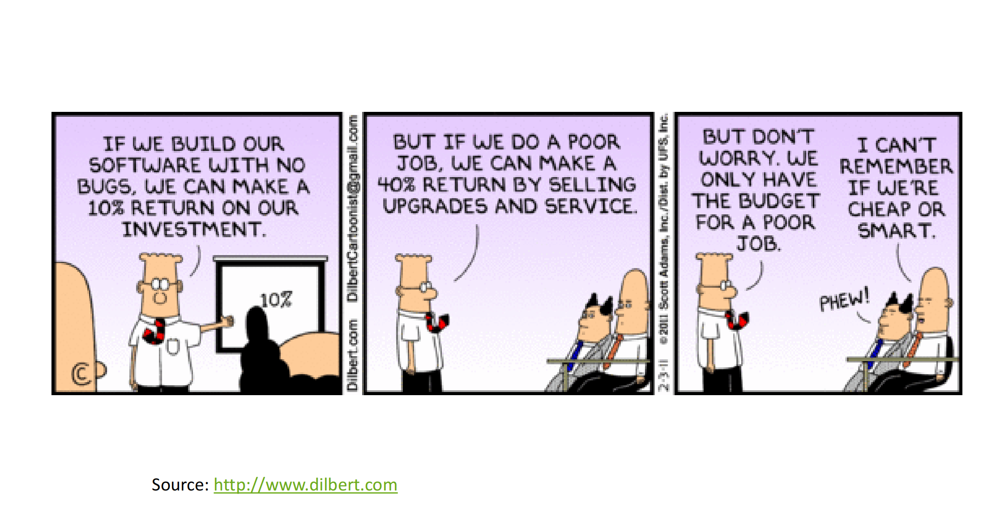 IF WE BUILD OUR
SOFTWARE WITH NO
BUGS, WE CAN MAKE A
10% RETURN ON OUR
INVESTMENT.
10%
©
Dilbert.com DilbertCartoonist@gmail.com
BUT IF WE DO A POOR
JOB, WE CAN MAKE A
40% RETURN BY SELLING
UPGRADES AND SERVICE.
2-3-11 ©2011 Scott Adams, Inc./Dist. by UFS, Inc.
BUT DON'T
WORRY. WE
ONLY HAVE
THE BUDGET
FOR A POOR
JOB.
I CAN'T
REMEMBER
IF WE'RE
CHEAP OR
SMART.
PHEW!
Source: http://www.dilbert.com